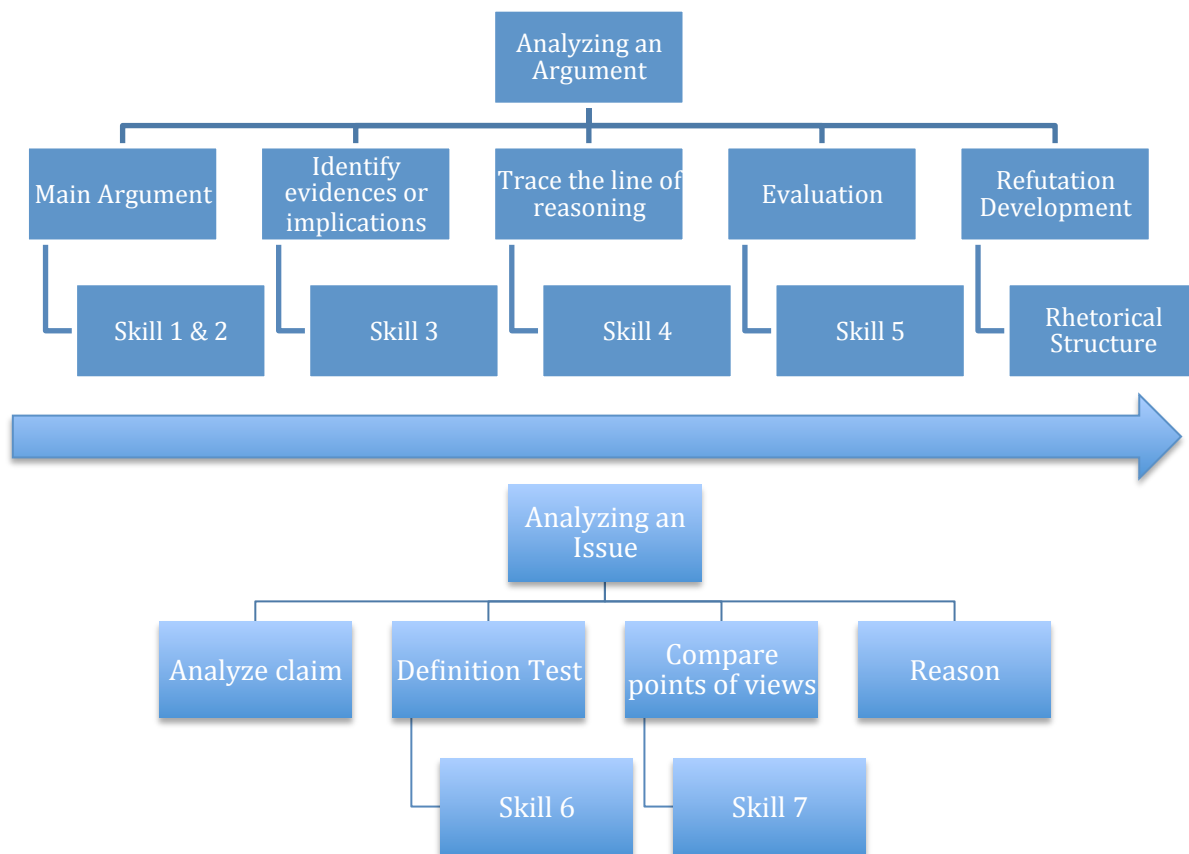 Analyzing an
Argument
Main Argument
Identify
evidences or
implications
Trace the line of
reasoning
Evaluation
Refutation
Development
Skill 1 & 2
Skill 3
Skill 4
Skill 5
Rhetorical
Structure
Analyzing an
Issue
Analyze claim
Definition Test
Compare
points of views
Reason
Skill 6
Skill 7